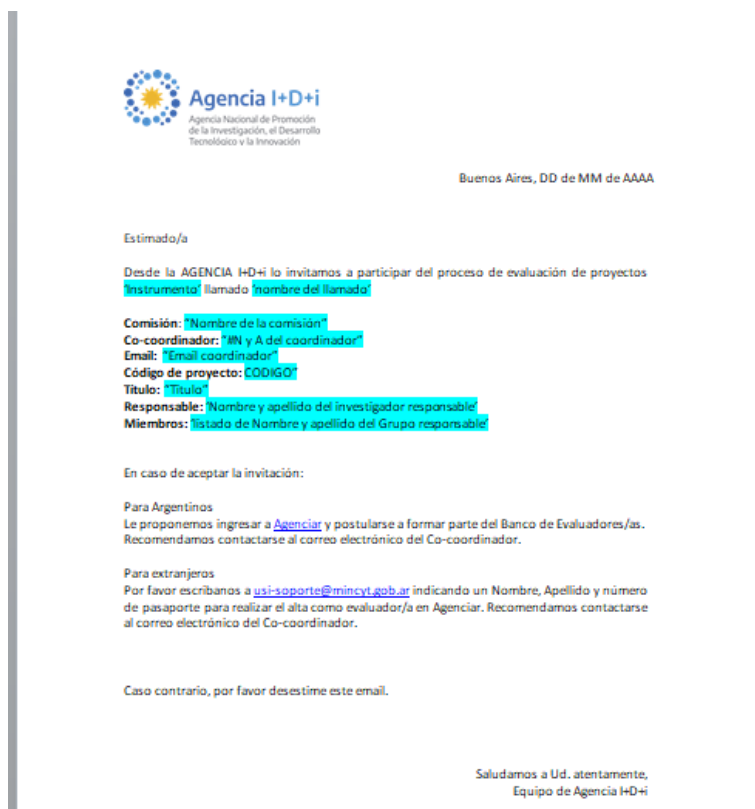 Agencia I+D+i
Agencia Nacional de Promoción
de la Investigación, el Desarrollo
Tecnológico y la Innovación
Buenos Aires, DD de MM de AAAA
Estimado/a
Desde la AGENCIA I+D+i lo invitamos a participar del proceso de evaluación de proyectos
'Instrumento' llamado 'nombre del llamado'
Comisión: "Nombre de la comisión"
Co-coordinador: "#N y A del coordinador"
Email: "Email coordinador"
Código de proyecto: CODIGO"
Título: "Titulo"
Responsable: 'Nombre y apellido del investigador responsable'
Miembros: 'listado de Nombre y apellido del Grupo responsable'
En caso de aceptar la invitación:
Para Argentinos
Le proponemos ingresar a Agenciar y postularse a formar parte del Banco de Evaluadores/as.
Recomendamos contactarse al correo electrónico del Co-coordinador.
Para extranjeros
Por favor escribanos a usi-soporte@mincyt.gob.ar indicando un Nombre, Apellido y número
de pasaporte para realizar el alta como evaluador/a en Agenciar. Recomendamos contactarse
al correo electrónico del Co-coordinador.
Caso contrario, por favor desestime este email.
Saludamos a Ud. atentamente,
Equipo de Agencia I+D+i